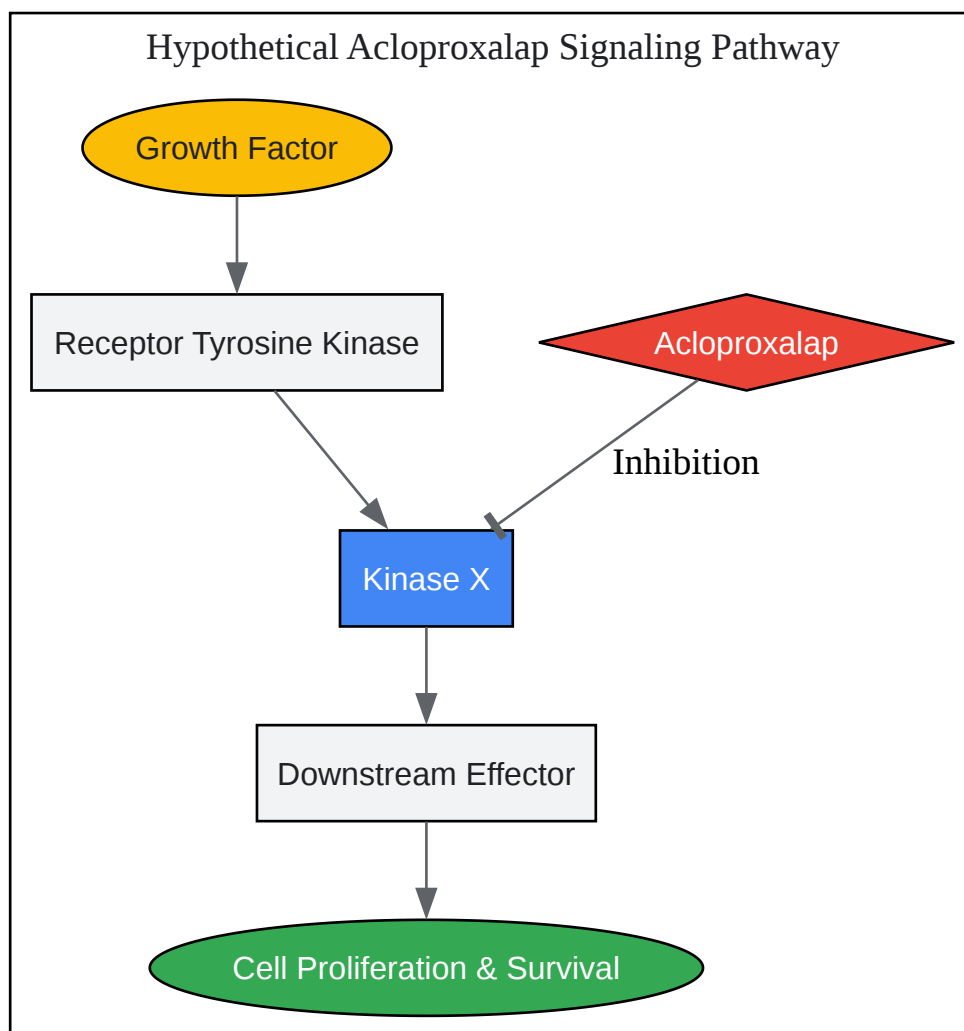 Hypothetical Acloproxalap Signaling Pathway
Growth Factor
Receptor Tyrosine Kinase
Acloproxalap
Inhibition
Kinase X
Downstream Effector
Cell Proliferation & Survival